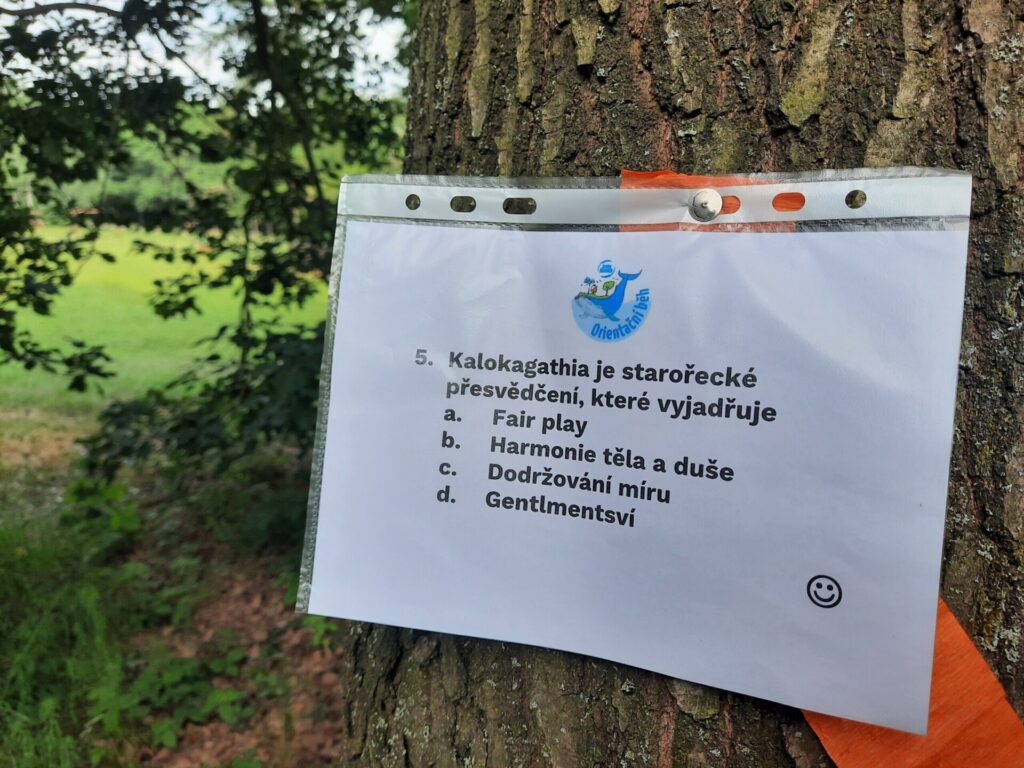 Orientační běh
5. Kalokagathia je starořecké
přesvědčení, které vyjadřuje
a. Fair play
b. Harmonie těla a duše
c. Dodržování míru
d. Gentlmentsví